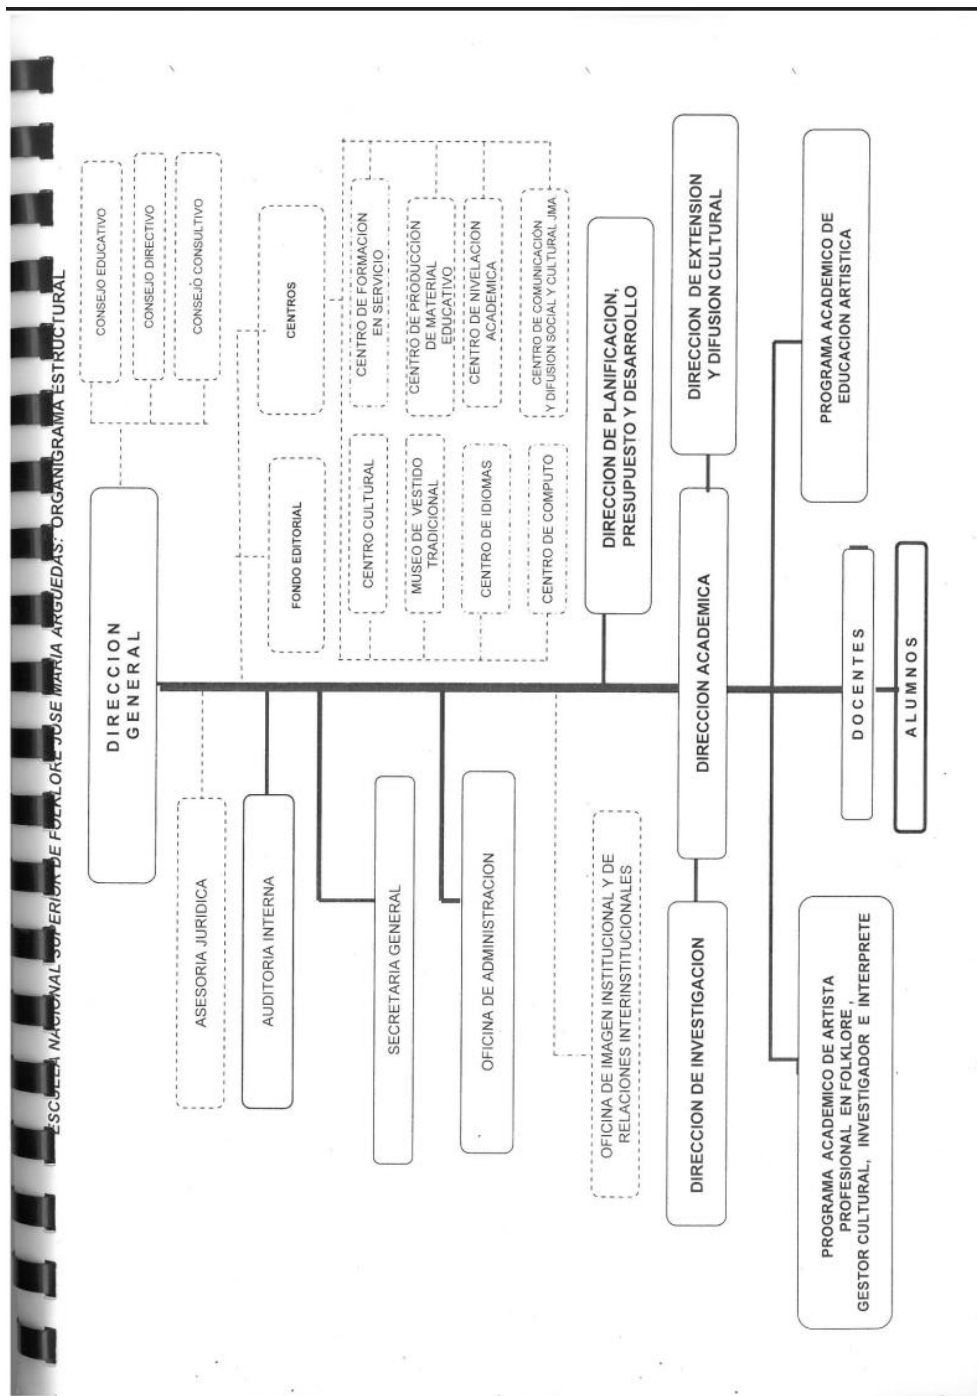 ESCUELA NACIONAL SUPERIOR DE FOLKLORE JOSE MARIA ARGUEDAS: ORGANIGRAMA ESTRUCTURAL
DIRECCION
GENERAL
CONSEJO EDUCATIVO
CONSEJO DIRECTIVO
CONSEJO CONSULTIVO
ASESORIA JURIDICA
AUDITORIA INTERNA
FONDO EDITORIAL
CENTROS
SECRETARIA GENERAL
CENTRO CULTURAL
CENTRO DE FORMACION
EN SERVICIO
MUSEO DE VESTIDO
TRADICIONAL
CENTRO DE PRODUCCION
DE MATERIAL
EDUCATIVO
OFICINA DE ADMINISTRACION
CENTRO DE IDIOMAS
CENTRO DE NIVELACION
ACADEMICA
CENTRO DE COMPUTO
CENTRO DE COMUNICACIÓN
Y DIFUSION SOCIAL Y CULTURAL JMA
OFICINA DE IMAGEN INSTITUCIONAL Y DE
RELACIONES INTERINSTITUCIONALES
DIRECCION DE PLANIFICACION,
PRESUPUESTO Y DESARROLLO
DIRECCION DE INVESTIGACION
DIRECCION ACADEMICA
DIRECCION DE EXTENSION
Y DIFUSION CULTURAL
PROGRAMA ACADEMICO DE ARTISTA
PROFESIONAL EN FOLKLORE,
GESTOR CULTURAL, INVESTIGADOR E INTERPRETE
PROGRAMA ACADEMICO DE
EDUCACION ARTISTICA
DOCENTES
ALUMNOS